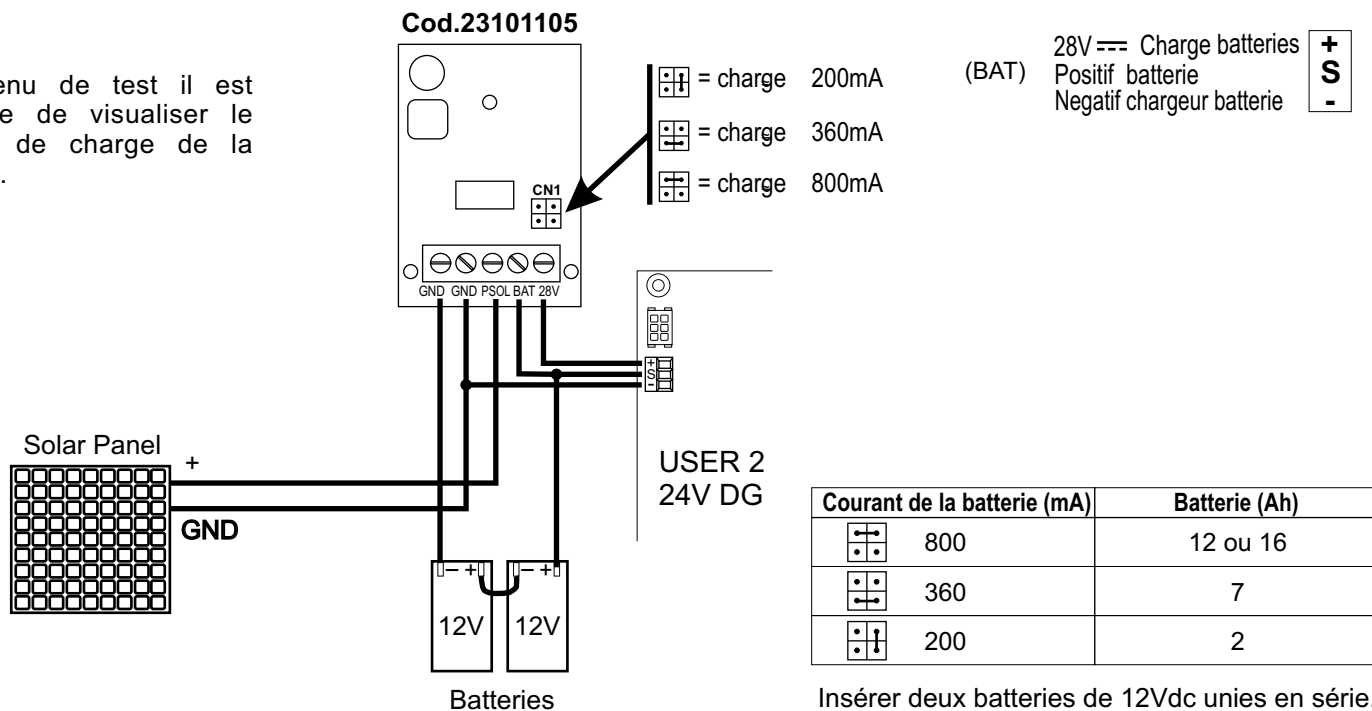 Cod.23101105
enu de test il est
e de visualiser le
de charge de la
.
= charge 200mA
= charge 360mA
= charge 800mA
(BAT)
28V Charge batteries +
Positif batterie S
Negatif chargeur batterie -
CN1
GND GND PSOL BAT 28V
+
S
-
USER 2
24V DG
Solar Panel
+
GND
- + - +
12V 12V
Batteries
Courant de la batterie (mA) Batterie (Ah)
800 12 ou 16
360 7
200 2
Insérer deux batteries de 12Vdc unies en série